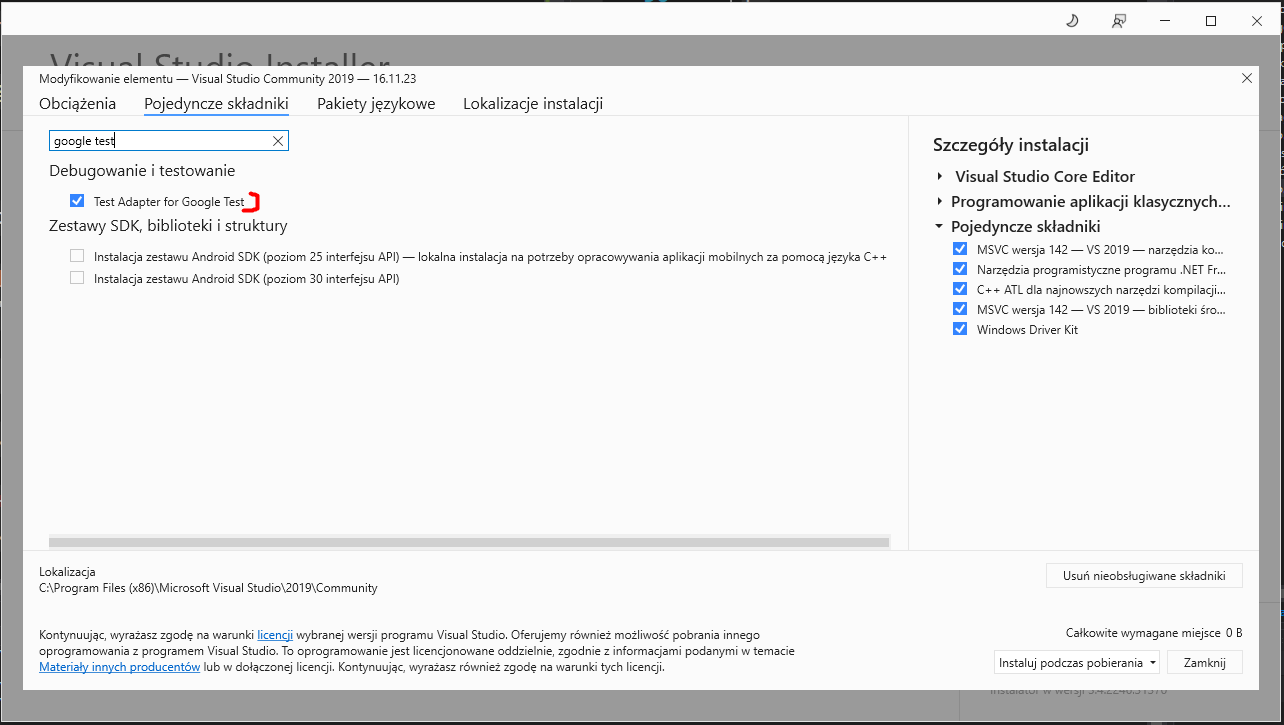 Visual Studio Installer
Modyfikowanie elementu — Visual Studio Community 2019 — 16.11.23
Obciążenia Pojedyncze składniki Pakiety językowe Lokalizacje instalacji
google test
Debugowanie i testowanie
Test Adapter for Google Test
Zestawy SDK, biblioteki i struktury
Instalacja zestawu Android SDK (poziom 25 interfejsu API) — lokalna instalacja na potrzeby opracowywania aplikacji mobilnych za pomocą języka C++
Instalacja zestawu Android SDK (poziom 30 interfejsu API)
Szczegóły instalacji
Visual Studio Core Editor
Programowanie aplikacji klasycznych...
Pojedyncze składniki
MSVC wersja 142 — VS 2019 — narzędzia ko...
Narzędzia programistyczne programu .NET Fr...
C++ ATL dla najnowszych narzędzi kompilacji...
MSVC wersja 142 — VS 2019 — biblioteki śro...
Windows Driver Kit
Lokalizacja
C:\Program Files (x86)\Microsoft Visual Studio\2019\Community
Usuń nieobsługiwane składniki
Kontynuując, wyrażasz zgodę na warunki licencji wybranej wersji programu Visual Studio. Oferujemy również możliwość pobrania innego
oprogramowania z programem Visual Studio. To oprogramowanie jest licencjonowane oddzielnie, zgodnie z informacjami podanymi w temacie
Materiały innych producentów lub w dołączonej licencji. Kontynuując, wyrażasz również zgodę na warunki tych licencji.
Całkowite wymagane miejsce 0 B
Instaluj podczas pobierania Zamknij
Instalator w wersji